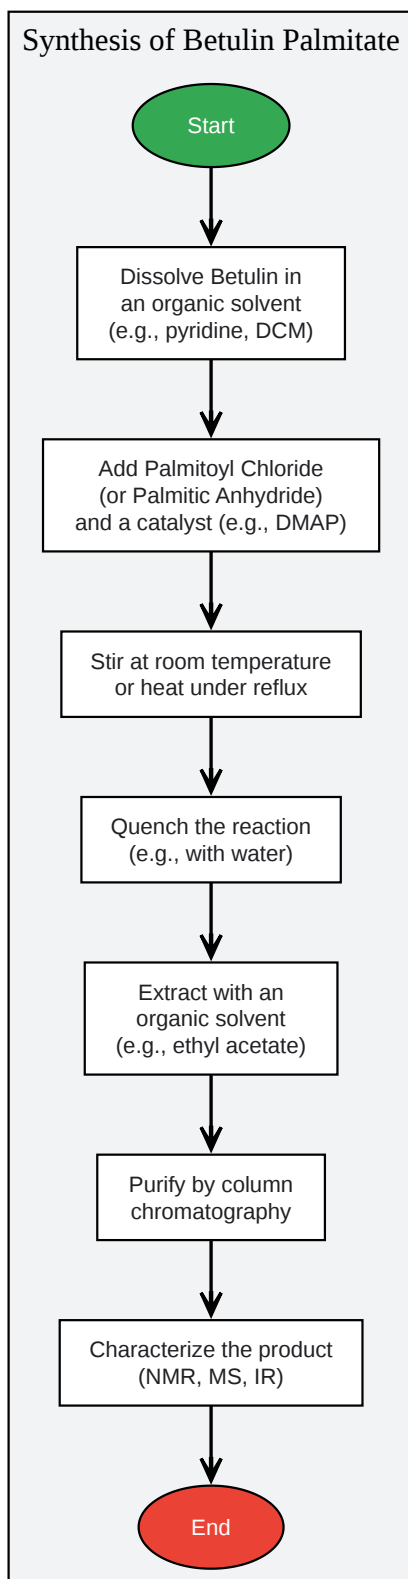 Synthesis of Betulin Palmitate
Start
Dissolve Betulin in
an organic solvent
(e.g., pyridine, DCM)
Add Palmitoyl Chloride
(or Palmitic Anhydride)
and a catalyst (e.g., DMAP)
Stir at room temperature
or heat under reflux
Quench the reaction
(e.g., with water)
Extract with an
organic solvent
(e.g., ethyl acetate)
Purify by column
chromatography
Characterize the product
(NMR, MS, IR)
End